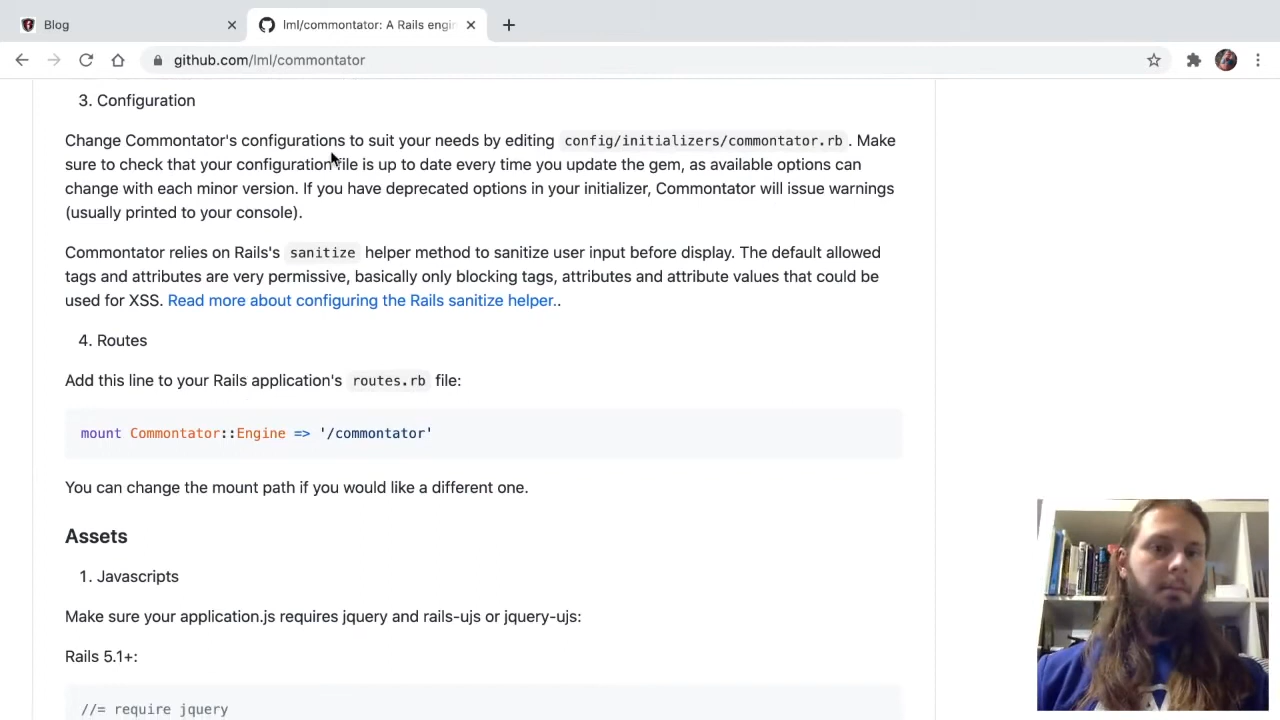 Blog
lml/commontator: A Rails engin
github.com/lml/commontator
3. Configuration
Change Commontator's configurations to suit your needs by editing config/initializers/commontator.rb . Make
sure to check that your configuration file is up to date every time you update the gem, as available options can
change with each minor version. If you have deprecated options in your initializer, Commontator will issue warnings
(usually printed to your console).
Commontator relies on Rails's sanitize helper method to sanitize user input before display. The default allowed
tags and attributes are very permissive, basically only blocking tags, attributes and attribute values that could be
used for XSS. Read more about configuring the Rails sanitize helper..
4. Routes
Add this line to your Rails application's routes.rb file:
mount Commontator::Engine => '/commontator'
You can change the mount path if you would like a different one.
Assets
1. Javascripts
Make sure your application.js requires jquery and rails-ujs or jquery-ujs:
Rails 5.1+:
//= require jquery